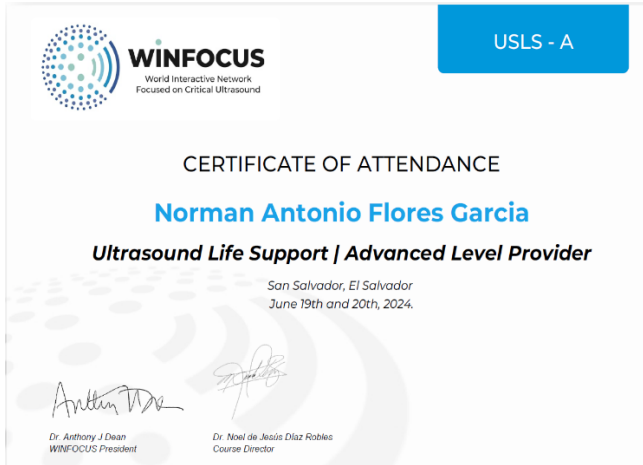 WINFOCUS
World Interactive Network
Focused on Critical Ultrasound
USLS - A
CERTIFICATE OF ATTENDANCE
Norman Antonio Flores Garcia
Ultrasound Life Support | Advanced Level Provider
San Salvador, El Salvador
June 19th and 20th, 2024.
Dr. Anthony J Dean
WINFOCUS President
Dr. Noel de Jesús Díaz Robles
Course Director